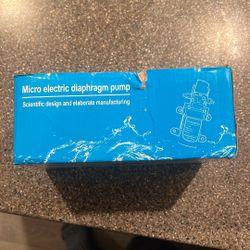 Micro electric diaphragm pump
Scientific design and elaborate manufacturing